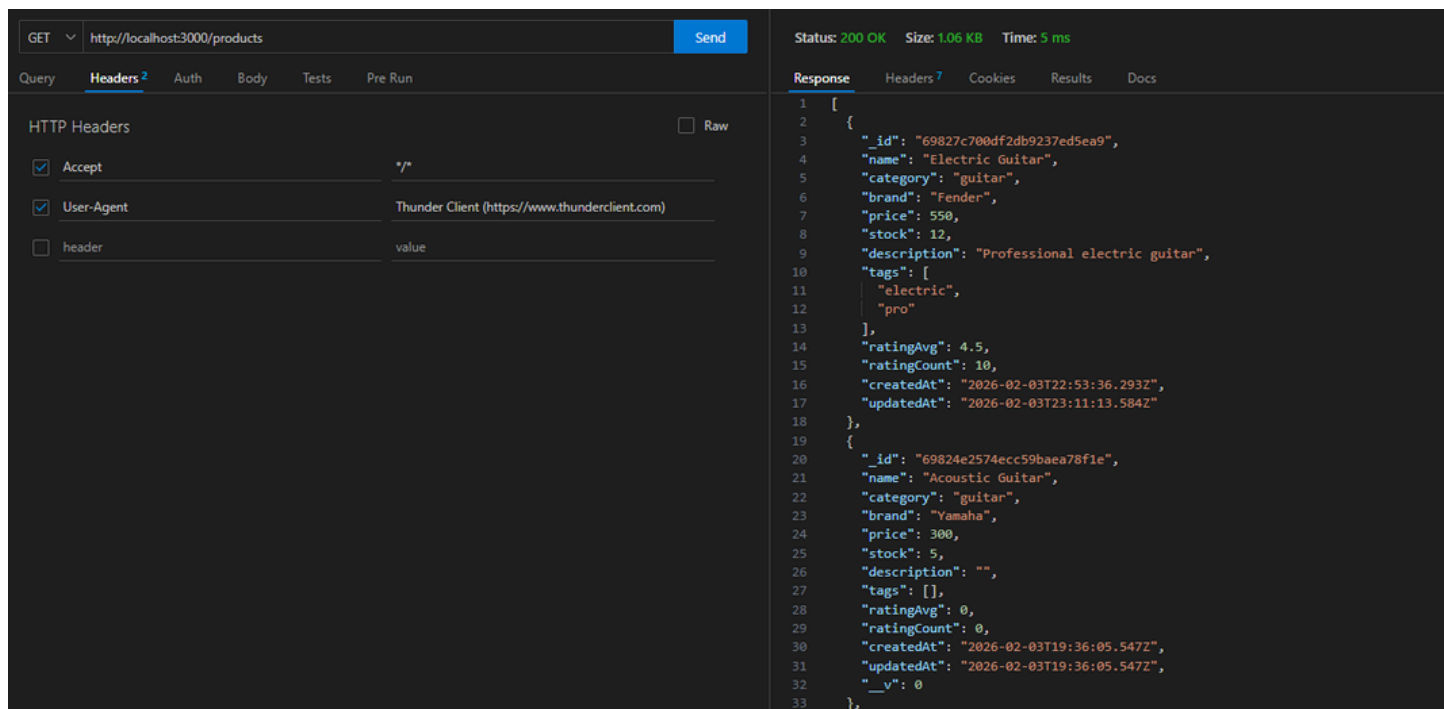 GET http://localhost:3000/products Send
Query Headers 2 Auth Body Tests Pre Run
HTTP Headers Raw
Accept */*
User-Agent Thunder Client (https://www.thunderclient.com)
header value
Status: 200 OK Size: 1.06 KB Time: 5 ms
Response Headers 7 Cookies Results Docs
1 [
2 {
3 "_id": "69827c700df2db9237ed5ea9",
4 "name": "Electric Guitar",
5 "category": "guitar",
6 "brand": "Fender",
7 "price": 550,
8 "stock": 12,
9 "description": "Professional electric guitar",
10 "tags": [
11 "electric",
12 "pro"
13 ],
14 "ratingAvg": 4.5,
15 "ratingCount": 10,
16 "createdAt": "2026-02-03T22:53:36.293Z",
17 "updatedAt": "2026-02-03T23:11:13.584Z"
18 },
19 {
20 "_id": "69824e2574ecc59baea78f1e",
21 "name": "Acoustic Guitar",
22 "category": "guitar",
23 "brand": "Yamaha",
24 "price": 300,
25 "stock": 5,
26 "description": "",
27 "tags": [],
28 "ratingAvg": 0,
29 "ratingCount": 0,
30 "createdAt": "2026-02-03T19:36:05.547Z",
31 "updatedAt": "2026-02-03T19:36:05.547Z",
32 "__v": 0
33 },